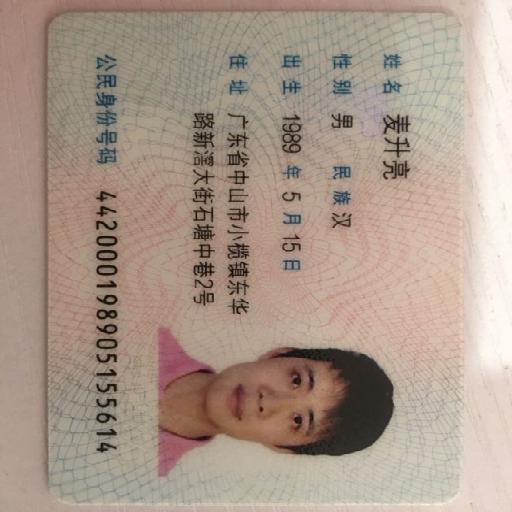 姓名 麦升亮
性别 男 民族 汉
出生 1989 年 5 月 15 日
住址 广东省中山市小榄镇东华
路新滘大街石塘中巷2号
公民身份号码 442000198905155614